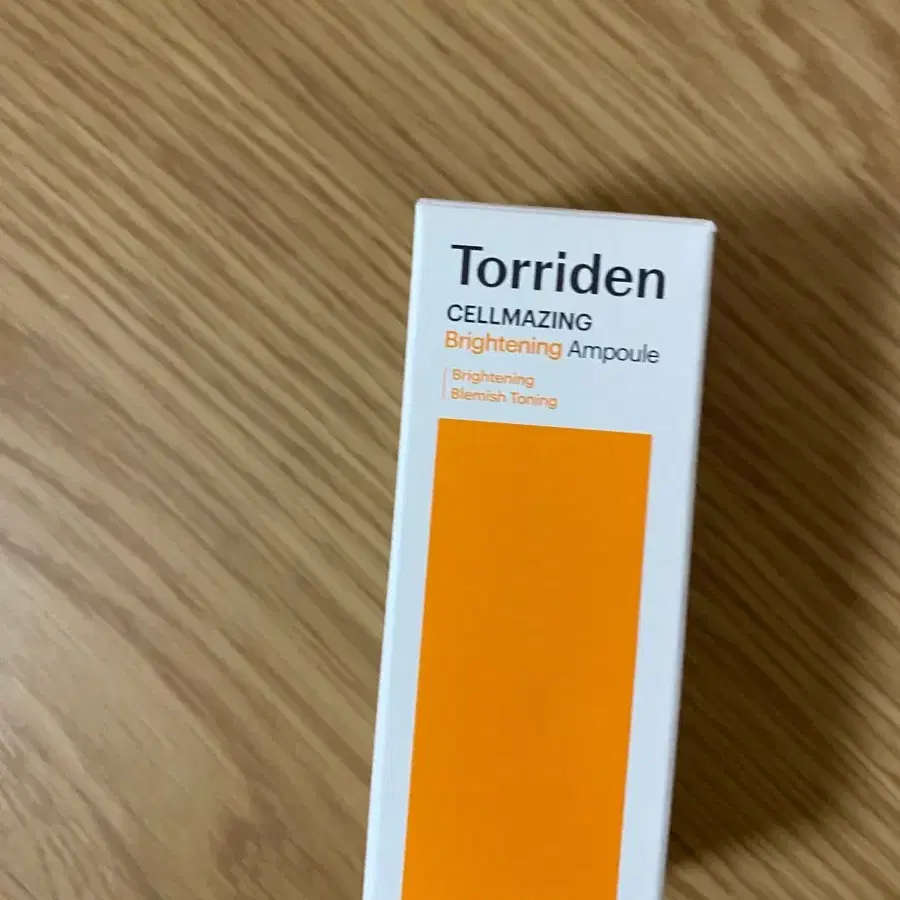 Torriden
CELLMAZING
Brightening Ampoule
Brightening
Blemish Toning